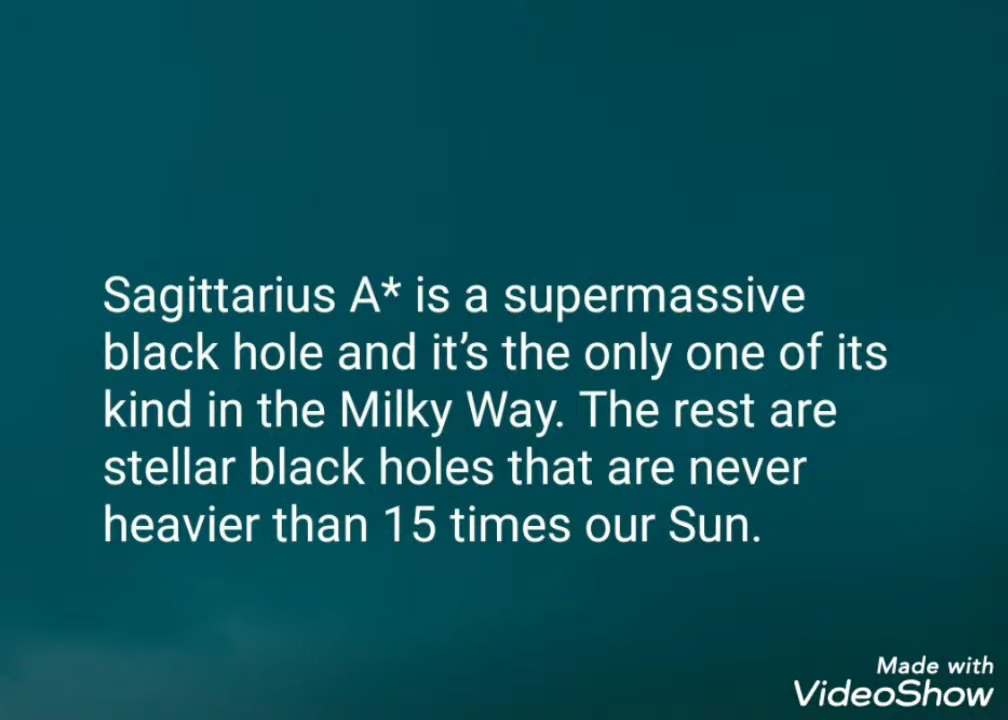 Sagittarius A* is a supermassive
black hole and it’s the only one of its
kind in the Milky Way. The rest are
stellar black holes that are never
heavier than 15 times our Sun.
Made with
VideoShow